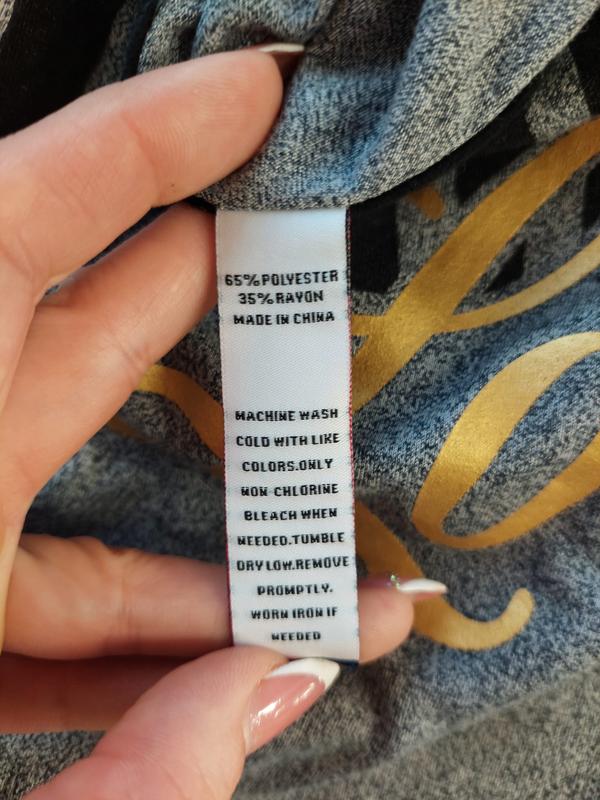 65%POLYESTER
35%RAYON
MADE IN CHINA
MACHINE WASH
COLD WITH LIKE
COLORS.ONLY
NON-CHLORINE
BLEACH WHEN
NEEDED.TUMBLE
DRY LOW.REMOVE
PROMPTLY.
WORN IRON IF
NEEDED